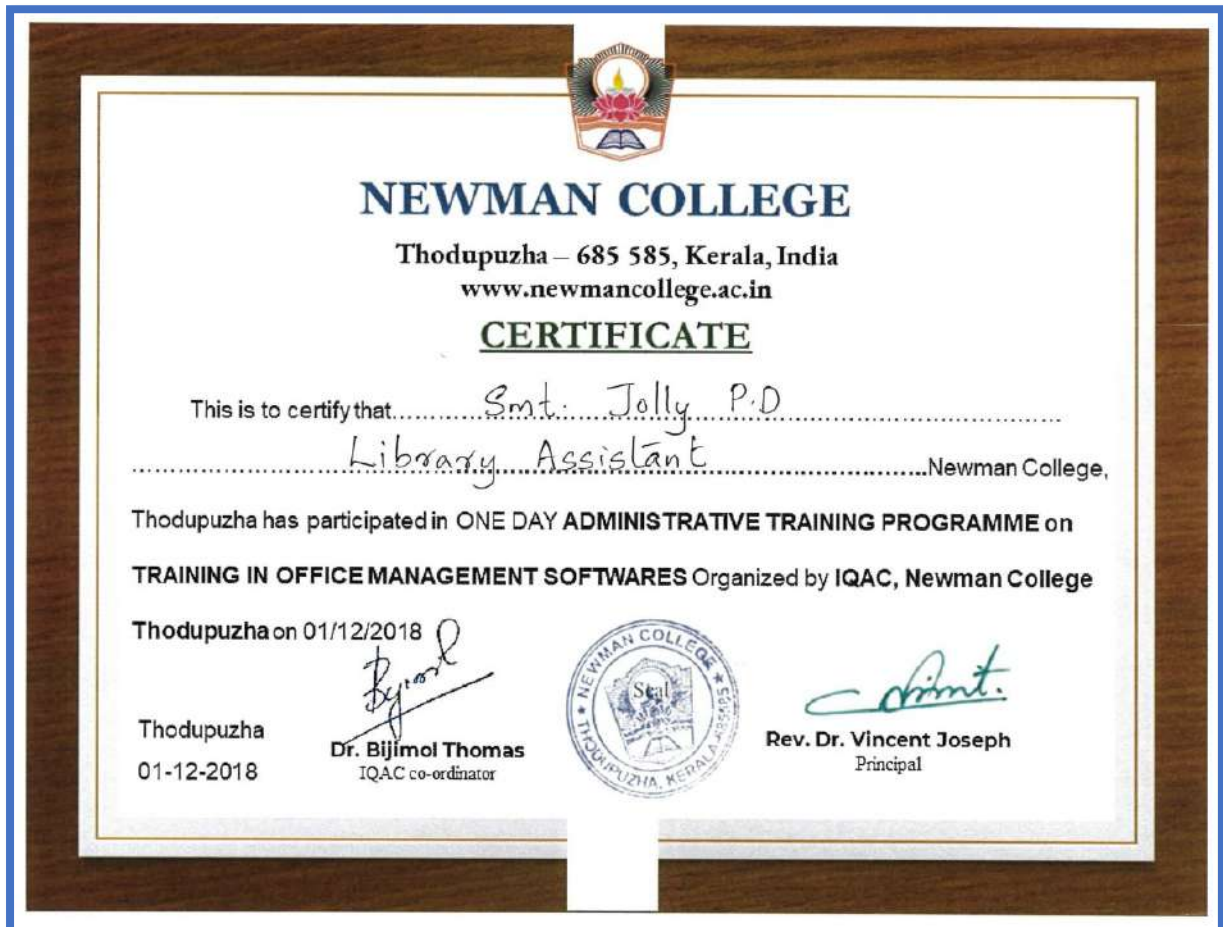 NEWMAN COLLEGE
Thodupuzha – 685 585, Kerala, India
www.newmancollege.ac.in
CERTIFICATE
This is to certify that.......... Smt. Jolly P.D ..........
.......... Library Assistant ..........Newman College,
Thodupuzha has participated in ONE DAY ADMINISTRATIVE TRAINING PROGRAMME on
TRAINING IN OFFICE MANAGEMENT SOFTWARES Organized by IQAC, Newman College
Thodupuzha on 01/12/2018
Thodupuzha
01-12-2018
Dr. Bijimol Thomas
IQAC co-ordinator
NEWMAN COLLEGE
THODUPUZHA, KERALA-685585
Seal
Rev. Dr. Vincent Joseph
Principal